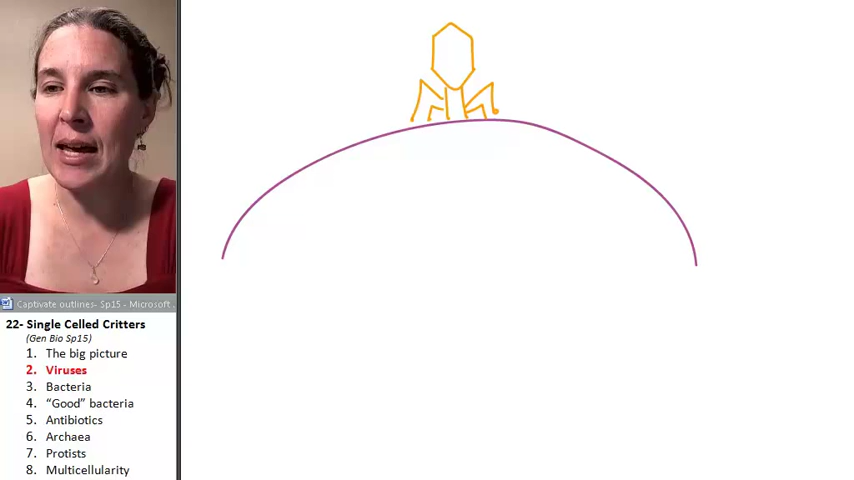 Captivate outlines- Sp15 - Microsoft .
22- Single Celled Critters
(Gen Bio Sp15)
1. The big picture
2. Viruses
3. Bacteria
4. “Good” bacteria
5. Antibiotics
6. Archaea
7. Protists
8. Multicellularity